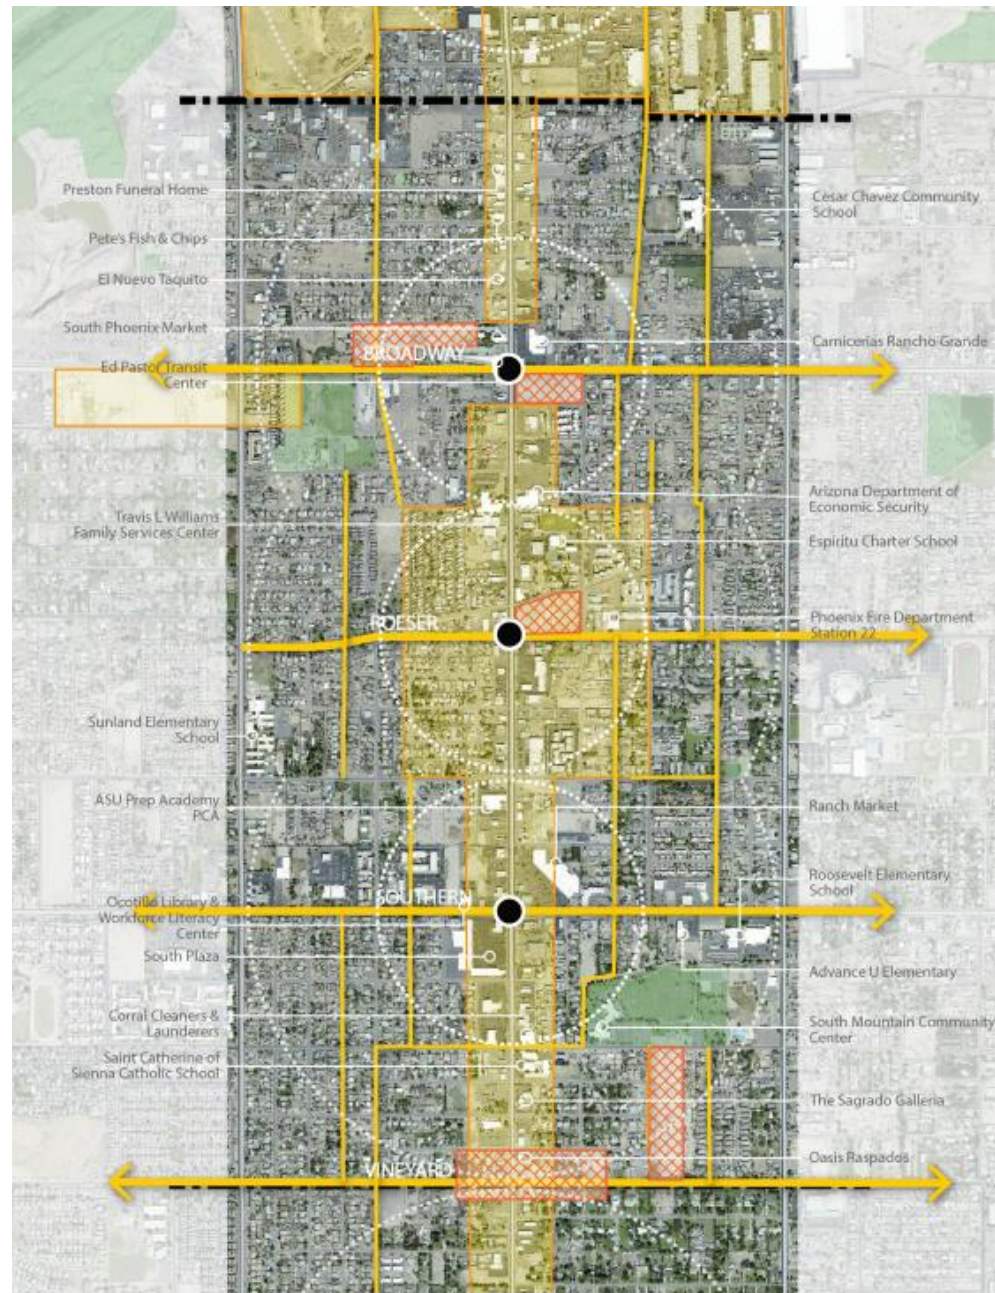 Preston Funeral Home
Cesar Chavez Community
School
Pete's Fish & Chips
El Nuevo Taquito
South Phoenix Market
Carnicerias Rancho Grande
BROADWAY
Ed Pastor Transit
Center
Arizona Department of
Economic Security
Travis L Williams
Family Services Center
Espiritu Charter School
Phoenix Fire Department
Station 22
ROESER
Sunland Elementary
School
ASU Prep Academy
PCA
Ranch Market
Roosevelt Elementary
School
SOUTHERN
Ocotillo Library &
Workforce Literacy
Center
South Plaza
Advance U Elementary
Corral Cleaners &
Launderers
South Mountain Community
Center
Saint Catherine of
Sienna Catholic School
The Sagrado Galleria
Oasis Raspados
VINEYARD